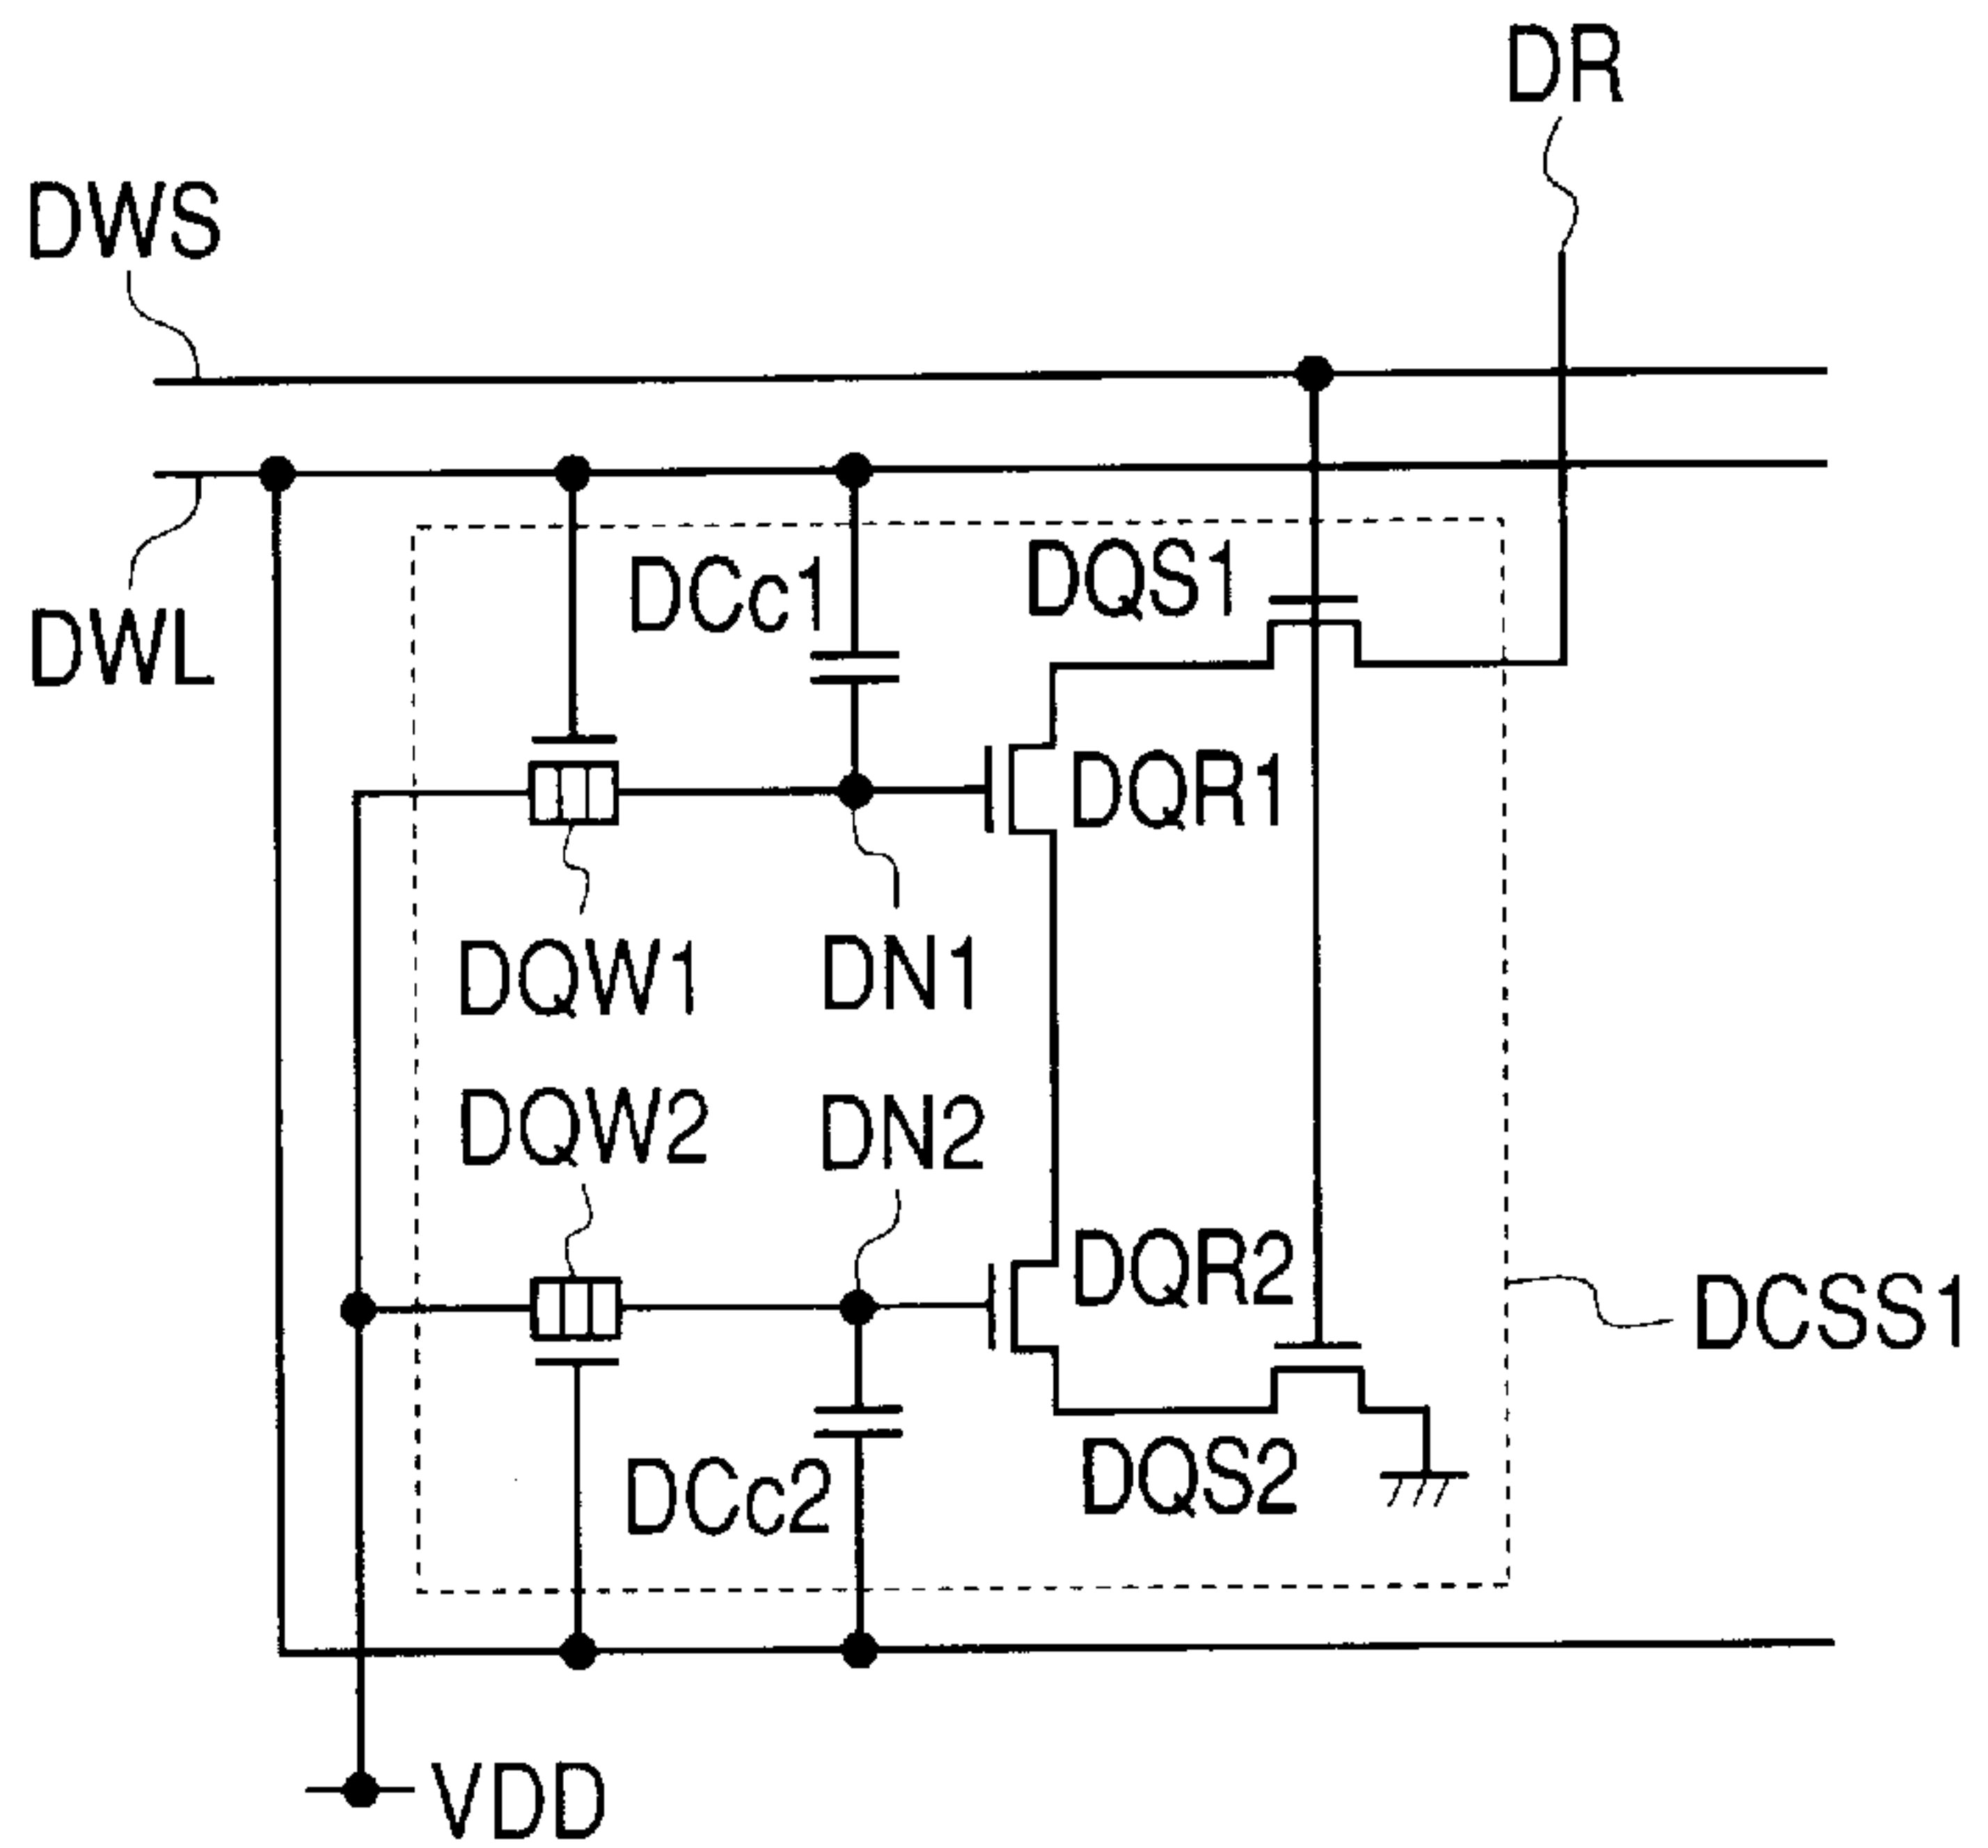 DR
DWS
DWL
DCc1
DQS1
DQR1
DQW1
DN1
DQW2
DN2
DQR2
DCSS1
DCc2
DQS2
VDD